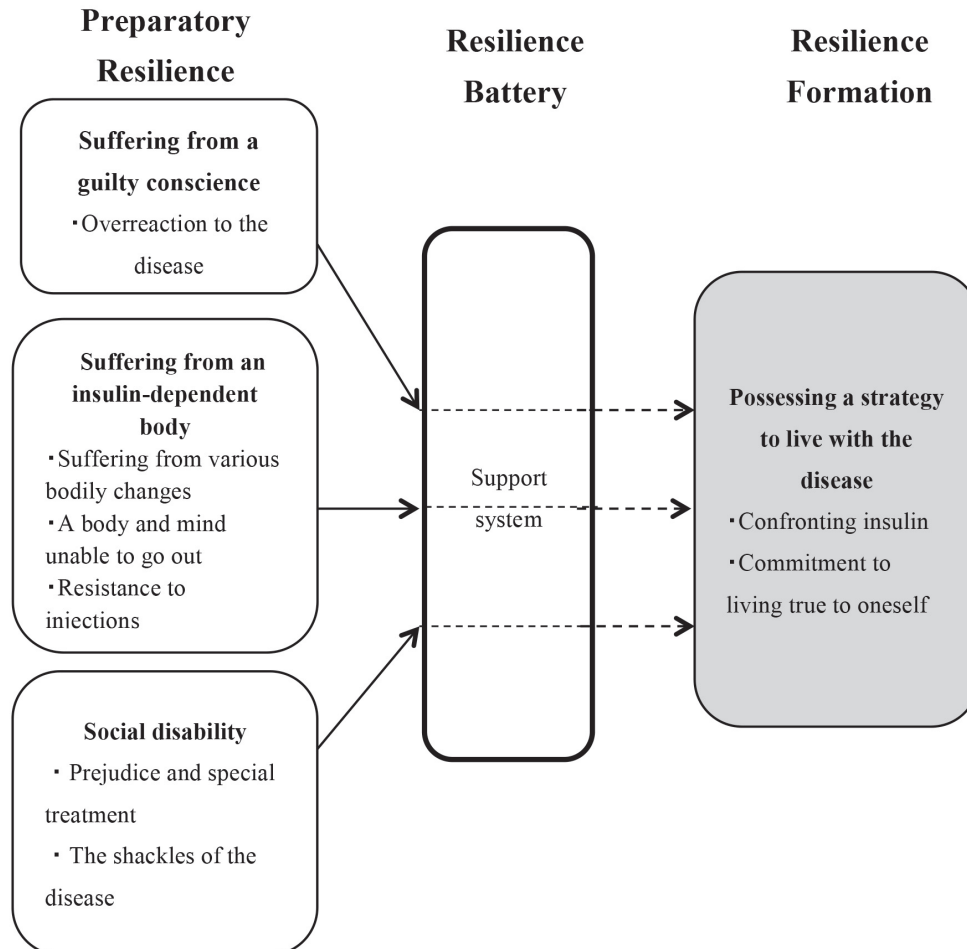 Preparatory
Resilience
Suffering from a
guilty conscience
・Overreaction to the
disease
Suffering from an
insulin-dependent
body
・Suffering from various
bodily changes
・A body and mind
unable to go out
・Resistance to
injections
Social disability
・ Prejudice and special
treatment
・ The shackles of the
disease
Resilience
Battery
Support
system
Resilience
Formation
Possessing a strategy
to live with the
disease
・Confronting insulin
・Commitment to
living true to oneself